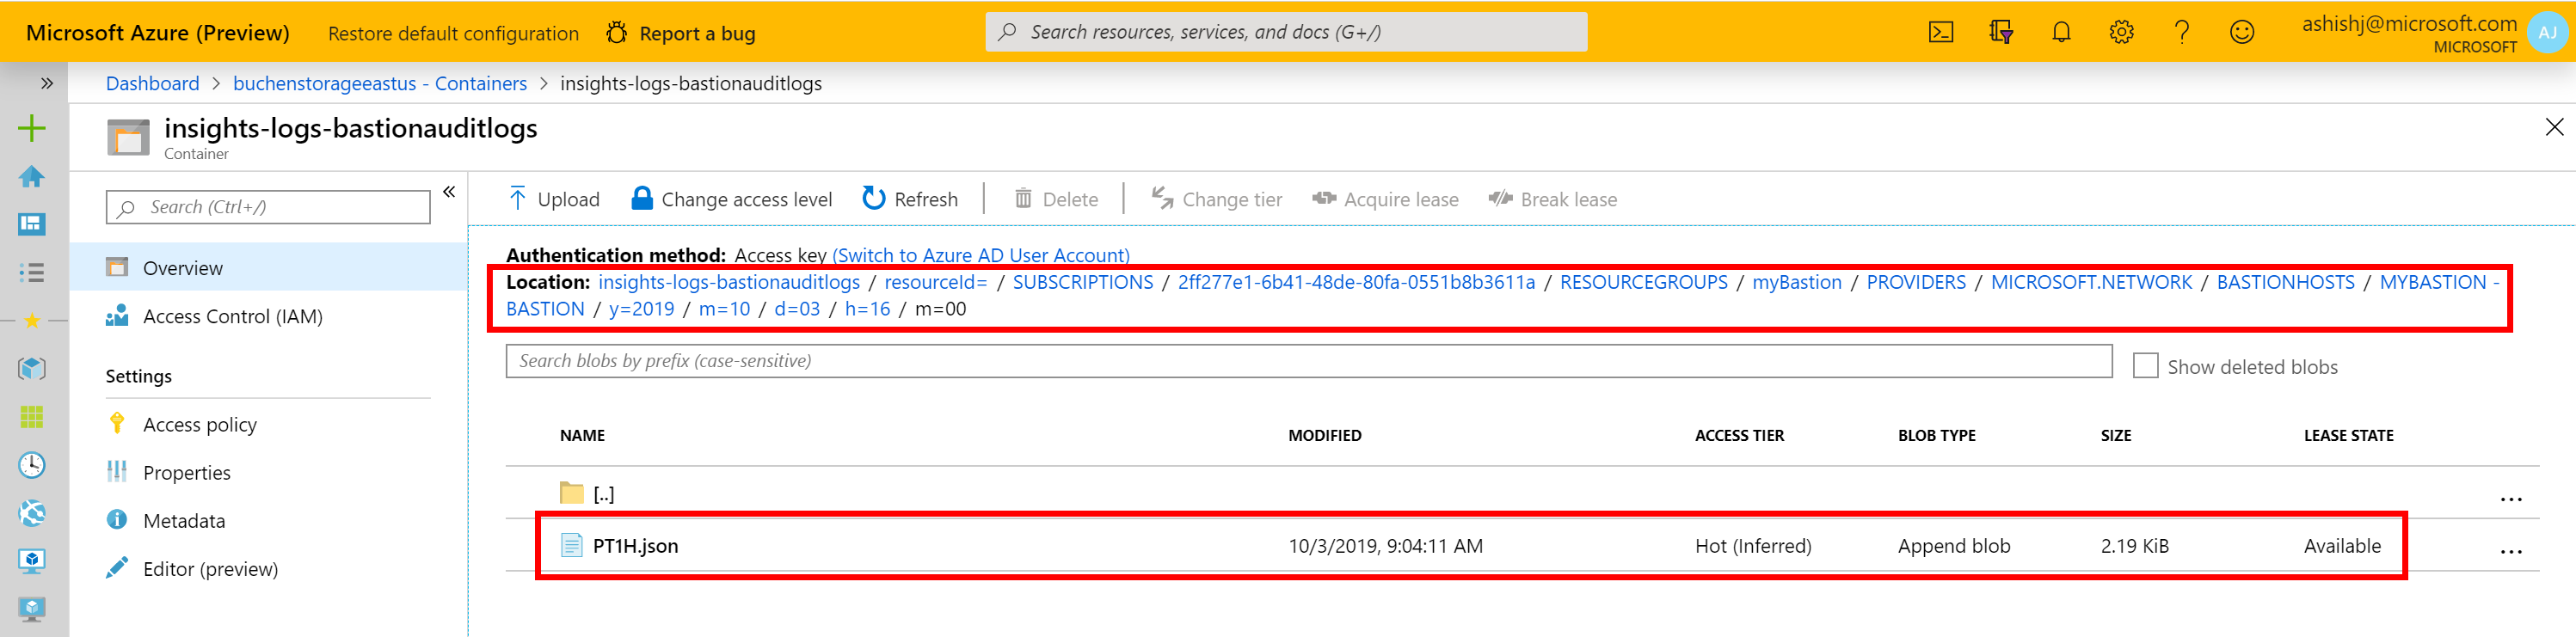 Microsoft Azure (Preview)
Restore default configuration
Report a bug
Search resources, services, and docs (G+/)
ashishj@microsoft.com
MICROSOFT
AJ
Dashboard > buchenstorageeastus - Containers > insights-logs-bastionauditlogs
insights-logs-bastionauditlogs
Container
Search (Ctrl+/)
Overview
Access Control (IAM)
Settings
Access policy
Properties
Metadata
Editor (preview)
Upload
Change access level
Refresh
Delete
Change tier
Acquire lease
Break lease
Authentication method: Access key (Switch to Azure AD User Account)
Location: insights-logs-bastionauditlogs / resourceId= / SUBSCRIPTIONS / 2ff277e1-6b41-48de-80fa-0551b8b3611a / RESOURCEGROUPS / myBastion / PROVIDERS / MICROSOFT.NETWORK / BASTIONHOSTS / MYBASTION -
BASTION / y=2019 / m=10 / d=03 / h=16 / m=00
Search blobs by prefix (case-sensitive)
Show deleted blobs
NAME MODIFIED ACCESS TIER BLOB TYPE SIZE LEASE STATE
[..]
PT1H.json 10/3/2019, 9:04:11 AM Hot (Inferred) Append blob 2.19 KiB Available